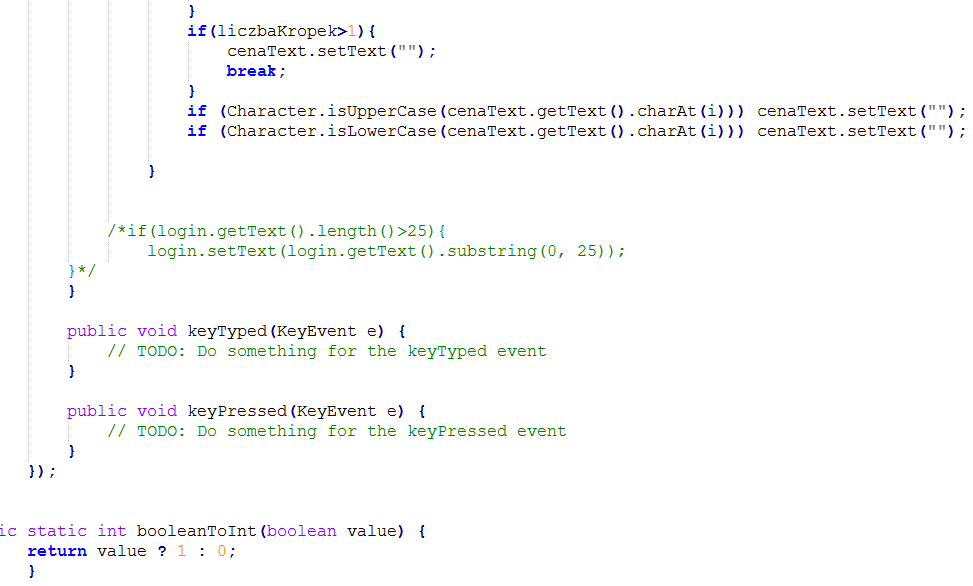 }
if(liczbaKropek>1){
cenaText.setText("");
break;
}
if (Character.isUpperCase(cenaText.getText().charAt(i))) cenaText.setText("");
if (Character.isLowerCase(cenaText.getText().charAt(i))) cenaText.setText("");
}
/*if(login.getText().length()>25){
login.setText(login.getText().substring(0, 25));
}*/
}
public void keyTyped(KeyEvent e) {
// TODO: Do something for the keyTyped event
}
public void keyPressed(KeyEvent e) {
// TODO: Do something for the keyPressed event
}
});
ic static int booleanToInt(boolean value) {
return value ? 1 : 0;
}